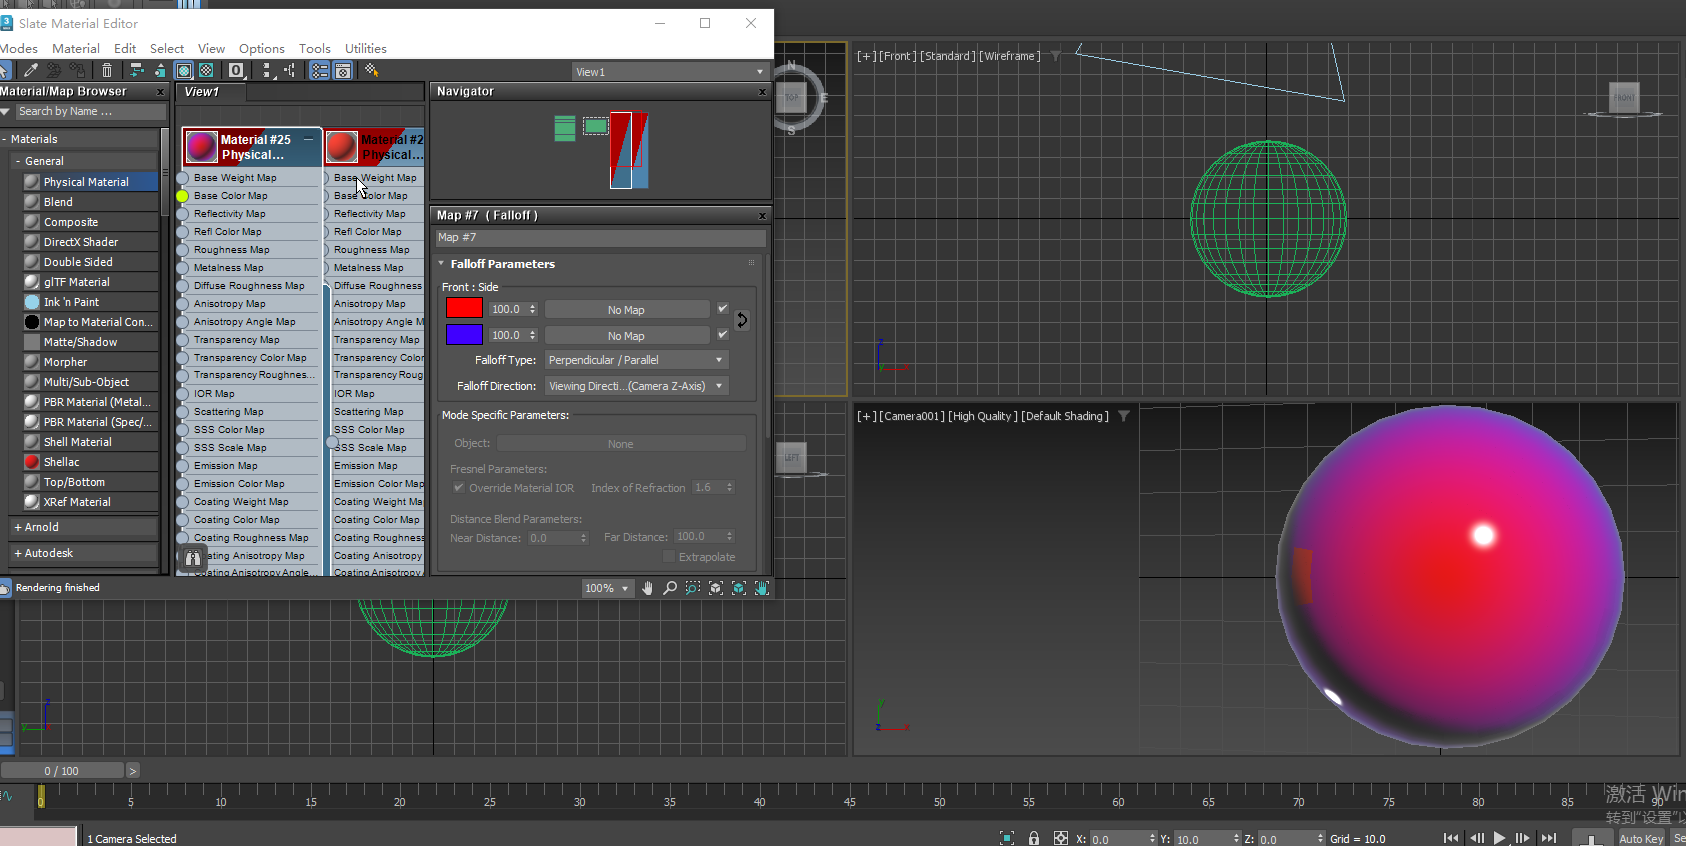 Slate Material Editor
Modes Material Edit Select View Options Tools Utilities
View1
Material/Map Browser
Search by Name ...
- Materials
- General
Physical Material
Blend
Composite
DirectX Shader
Double Sided
glTF Material
Ink 'n Paint
Map to Material Con...
Matte/Shadow
Morpher
Multi/Sub-Object
PBR Material (Metal...
PBR Material (Spec/...
Shell Material
Shellac
Top/Bottom
XRef Material
+ Arnold
+ Autodesk
View1
Material #25
Physical...
Base Weight Map
Base Color Map
Reflectivity Map
Refl Color Map
Roughness Map
Metalness Map
Diffuse Roughness Map
Anisotropy Map
Anisotropy Angle Map
Transparency Map
Transparency Color Map
Transparency Roughnes...
IOR Map
Scattering Map
SSS Color Map
SSS Scale Map
Emission Map
Emission Color Map
Coating Weight Map
Coating Color Map
Coating Roughness Map
Coating Anisotropy Map
Coating Anisotropy Angle...
Material #2
Physical...
Base Weight Map
Base Color Map
Reflectivity Map
Refl Color Map
Roughness Map
Metalness Map
Diffuse Roughness
Anisotropy Map
Anisotropy Angle M
Transparency Map
Transparency Color
Transparency Roug
IOR Map
Scattering Map
SSS Color Map
SSS Scale Map
Emission Map
Emission Color Map
Coating Weight Ma
Coating Color Map
Coating Roughnes
Coating Anisotropy
Coating Anisotropy
Navigator
Map #7 ( Falloff )
Map #7
Falloff Parameters
Front : Side
100.0 No Map
100.0 No Map
Falloff Type: Perpendicular / Parallel
Falloff Direction: Viewing Directi...(Camera Z-Axis)
Mode Specific Parameters:
Object: None
Fresnel Parameters:
Override Material IOR Index of Refraction 1.6
Distance Blend Parameters:
Near Distance: 0.0 Far Distance: 100.0
Extrapolate
Rendering finished
100%
N
TOP
E
S
LEFT
[+] [Front] [Standard] [Wireframe]
FRONT
z
x
[+] [Camera001] [High Quality] [Default Shading]
y
z
x
z
y
x
0 / 100
>
0 5 10 15 20 25 30 35 40 45 50 55 60 65 70 75 80 85 90
激活 Win
转到"设置"以
1 Camera Selected
X: 0.0 Y: 10.0 Z: 0.0 Grid = 10.0
Auto Key
Se